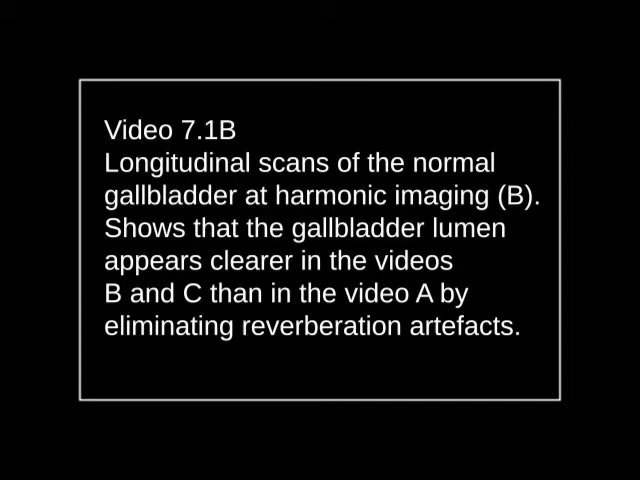 Video 7.1B
Longitudinal scans of the normal
gallbladder at harmonic imaging (B).
Shows that the gallbladder lumen
appears clearer in the videos
B and C than in the video A by
eliminating reverberation artefacts.